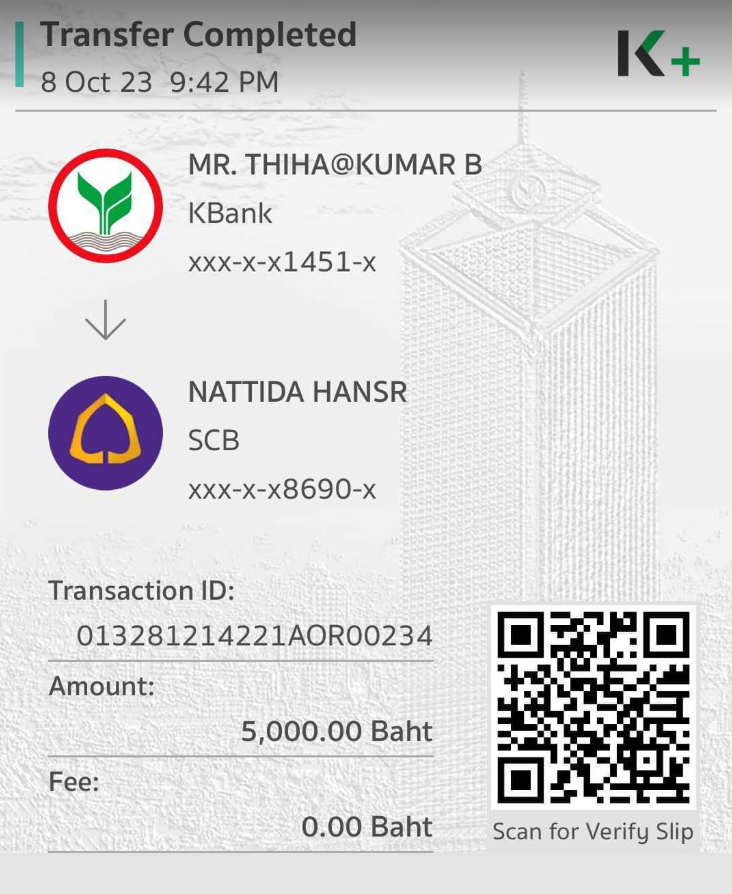 Transfer Completed
8 Oct 23 9:42 PM
K+
MR. THIHA@KUMAR B
KBank
xxx-x-x1451-x
NATTIDA HANSR
SCB
xxx-x-x8690-x
Transaction ID:
013281214221AOR00234
Amount:
5,000.00 Baht
Fee:
0.00 Baht
Scan for Verify Slip